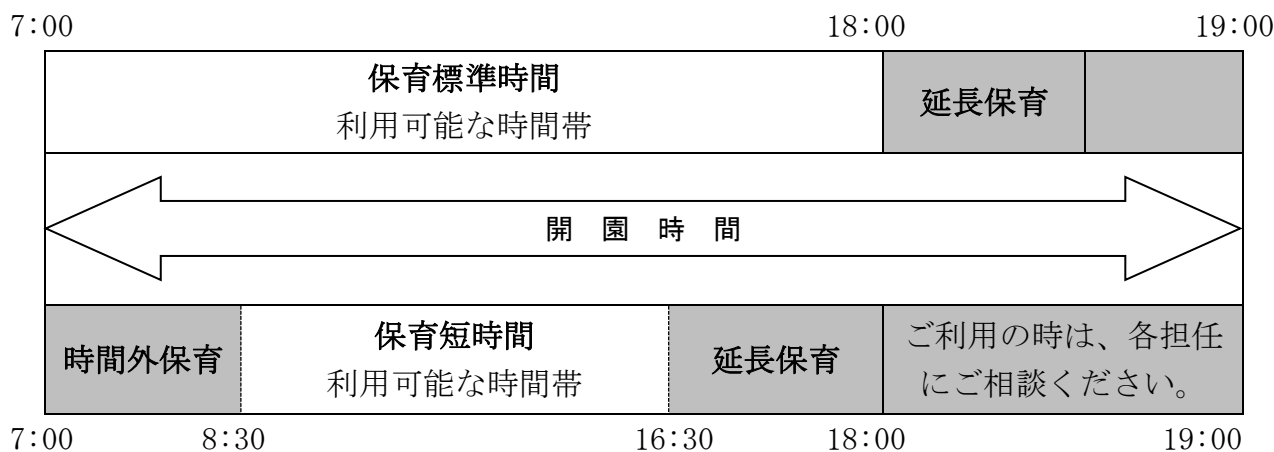 7:00 18:00 19:00
保育標準時間
利用可能な時間帯
延長保育
開 園 時 間
時間外保育
保育短時間
利用可能な時間帯
延長保育
ご利用の時は、各担任
にご相談ください。
7:00 8:30 16:30 18:00 19:00